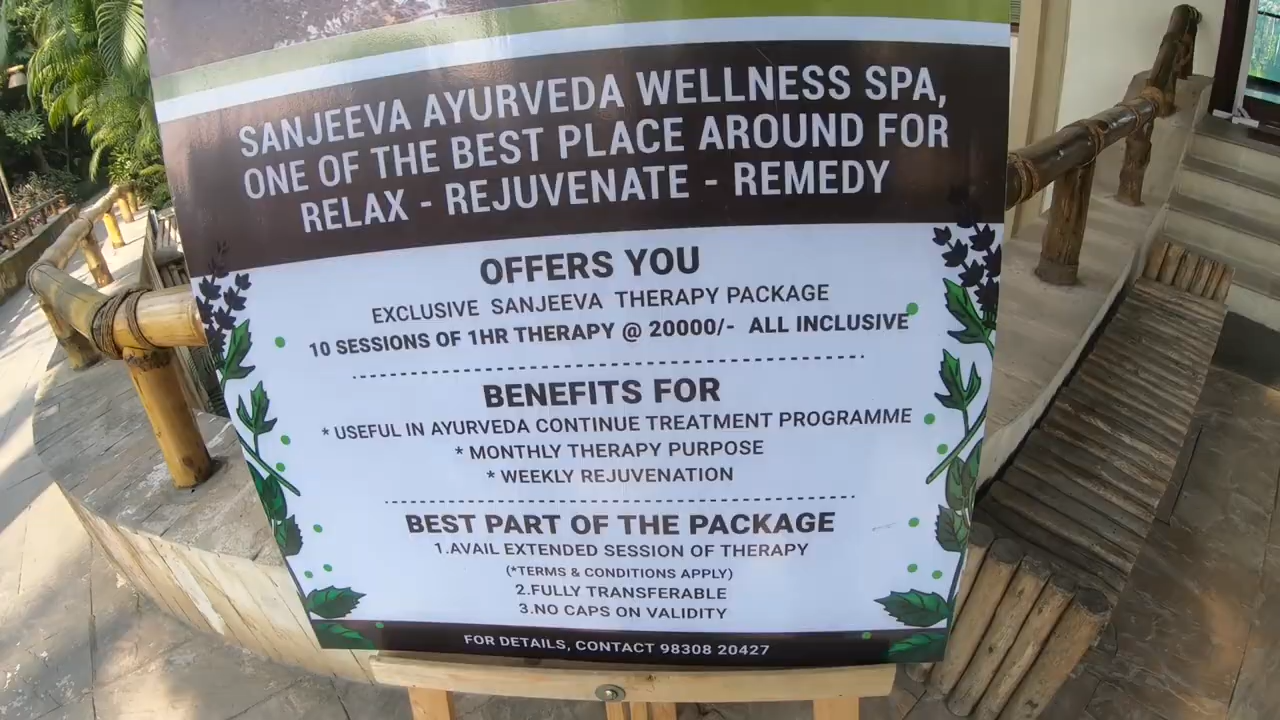 SANJEEVA AYURVEDA WELLNESS SPA,
ONE OF THE BEST PLACE AROUND FOR
RELAX - REJUVENATE - REMEDY
OFFERS YOU
EXCLUSIVE SANJEEVA THERAPY PACKAGE
10 SESSIONS OF 1HR THERAPY @ 20000/- ALL INCLUSIVE
BENEFITS FOR
* USEFUL IN AYURVEDA CONTINUE TREATMENT PROGRAMME
* MONTHLY THERAPY PURPOSE
* WEEKLY REJUVENATION
BEST PART OF THE PACKAGE
1.AVAIL EXTENDED SESSION OF THERAPY
(*TERMS & CONDITIONS APPLY)
2.FULLY TRANSFERABLE
3.NO CAPS ON VALIDITY
FOR DETAILS, CONTACT 98308 20427